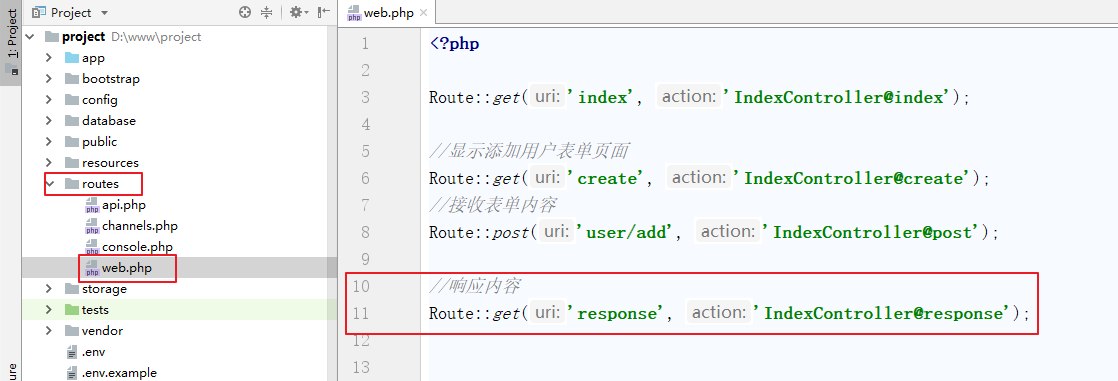 1: Project
Project
project D:\www\project
app
bootstrap
config
database
public
resources
routes
api.php
channels.php
console.php
web.php
storage
tests
vendor
.env
.env.example
web.php
1 <?php
2
3 Route::get( uri: 'index', action: 'IndexController@index');
4
5 //显示添加用户表单页面
6 Route::get( uri: 'create', action: 'IndexController@create');
7 //接收表单内容
8 Route::post( uri: 'user/add', action: 'IndexController@post');
9
10 //响应内容
11 Route::get( uri: 'response', action: 'IndexController@response');
12
13